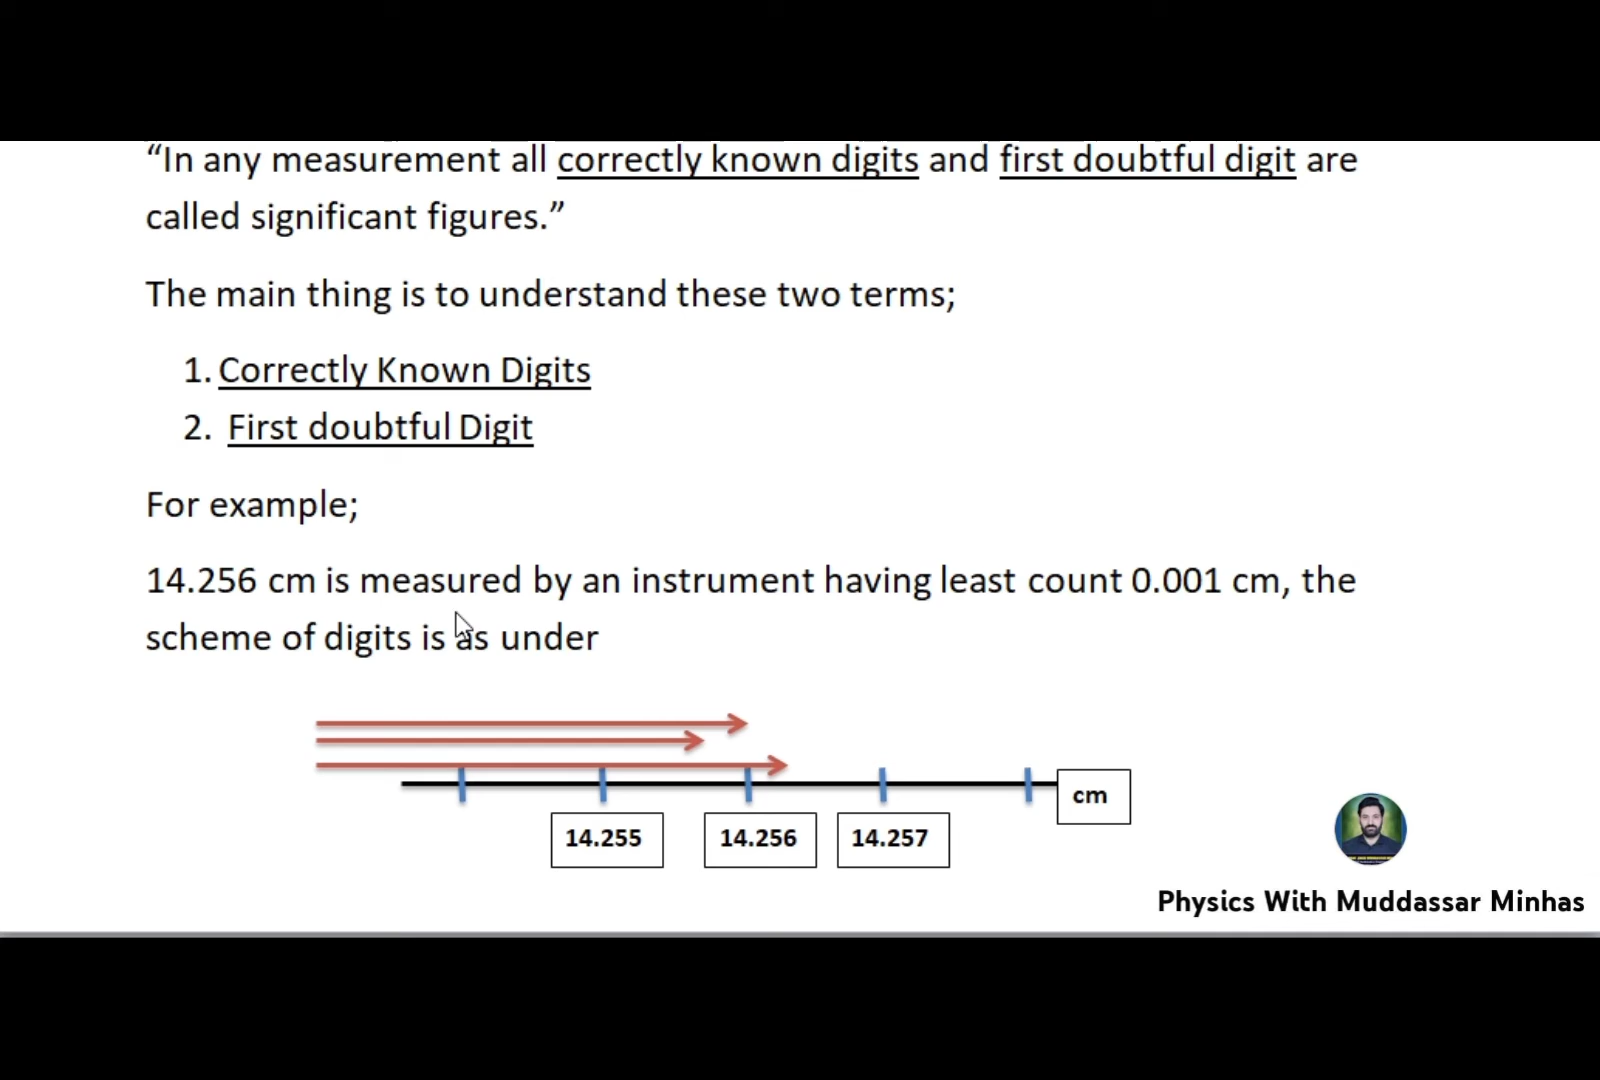 “In any measurement all correctly known digits and first doubtful digit are
called significant figures.”
The main thing is to understand these two terms;
1. Correctly Known Digits
2. First doubtful Digit
For example;
14.256 cm is measured by an instrument having least count 0.001 cm, the
scheme of digits is as under
cm
14.255 14.256 14.257
Physics With Muddassar Minhas